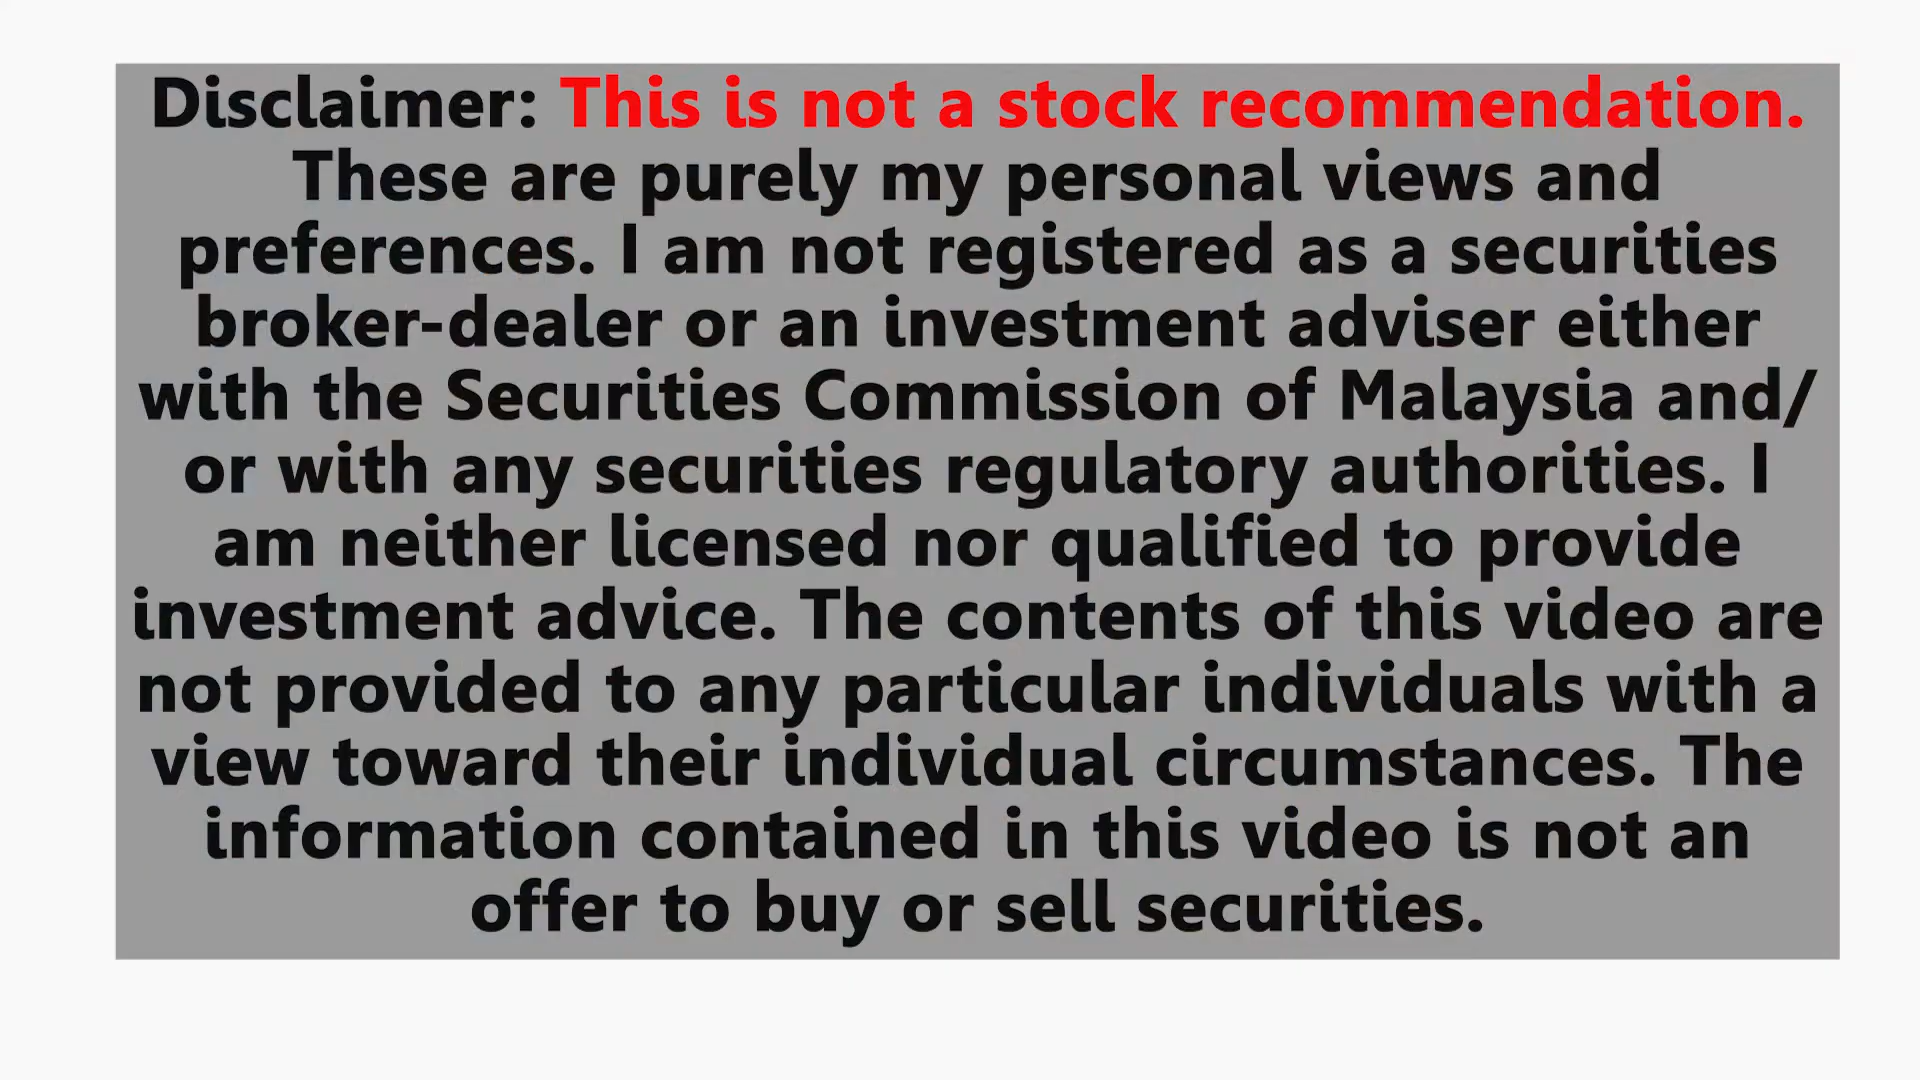 Disclaimer: This is not a stock recommendation.
These are purely my personal views and
preferences. I am not registered as a securities
broker-dealer or an investment adviser either
with the Securities Commission of Malaysia and/
or with any securities regulatory authorities. I
am neither licensed nor qualified to provide
investment advice. The contents of this video are
not provided to any particular individuals with a
view toward their individual circumstances. The
information contained in this video is not an
offer to buy or sell securities.